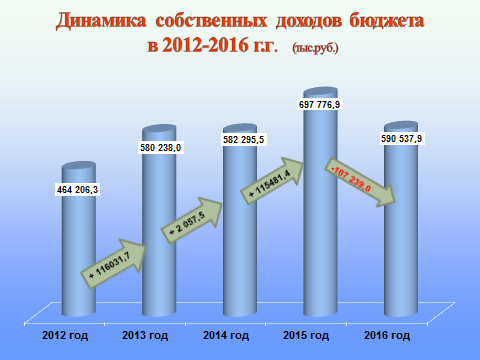 Динамика собственных доходов бюджета
в 2012-2016 г.г. (тыс.руб.)
697 776,9
580 238,0
582 295,5
590 537,9
464 206,3
+ 116031,7
+ 2 057,5
+ 115481,4
-107 239,0
2012 год
2013 год
2014 год
2015 год
2016 год